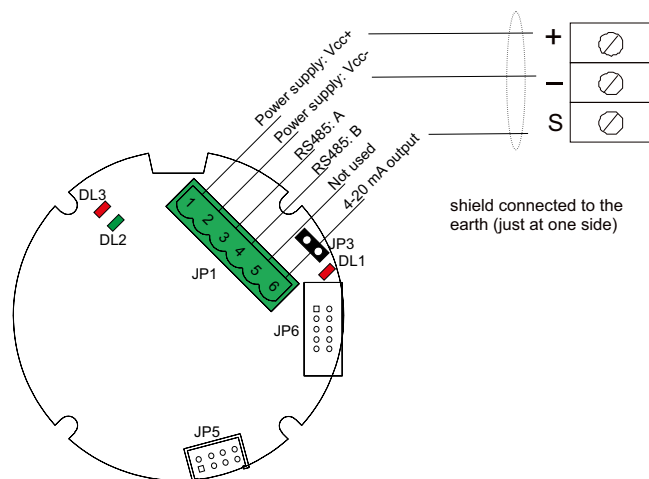 Power supply: Vcc+
Power supply: Vcc-
RS485: A
RS485: B
Not used
4-20 mA output
+
−
S
shield connected to the
earth (just at one side)
DL3
DL2
1
2
3
4
5
6
JP1
JP3
DL1
JP6
JP5